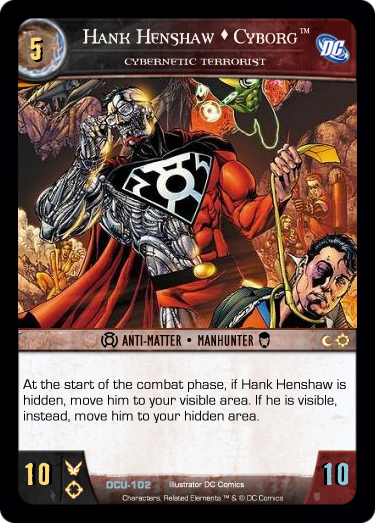 5
HANK HENSHAW ♦ CYBORG™
DC
CYBERNETIC TERRORIST
ANTI-MATTER • MANHUNTER
At the start of the combat phase, if Hank Henshaw is
hidden, move him to your visible area. If he is visible,
instead, move him to your hidden area.
10
10
DCU-102 Illustrator DC Comics
Characters, Related Elements ™ & © DC Comics